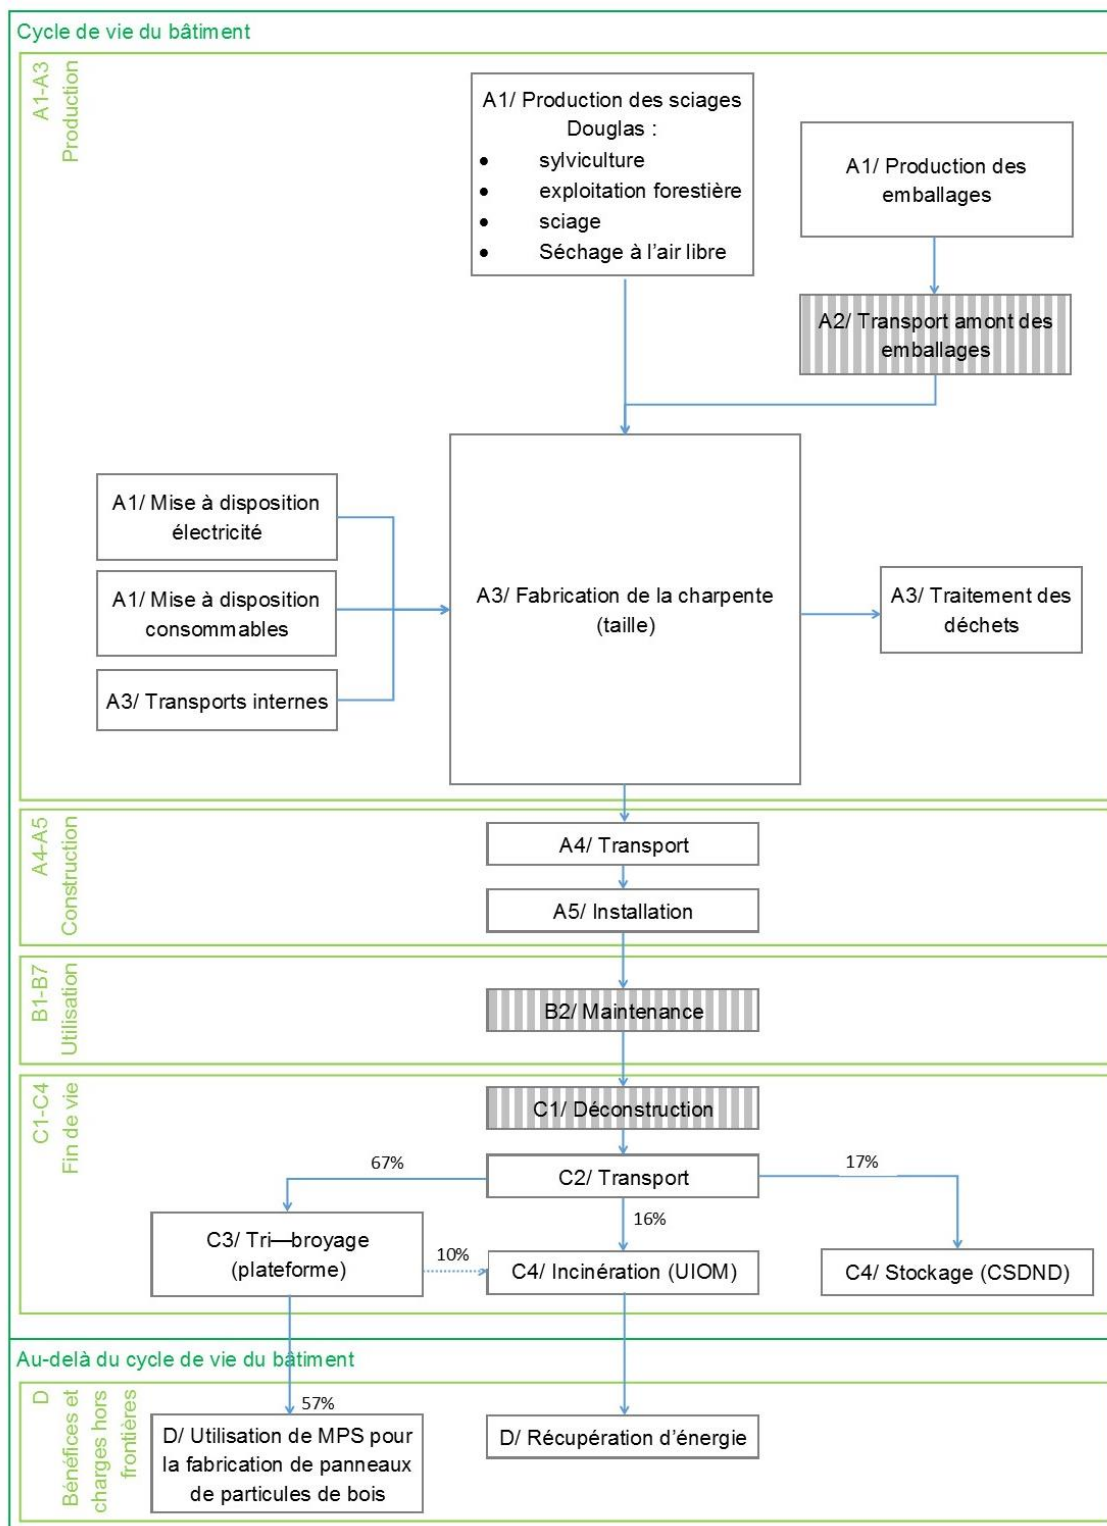 Cycle de vie du bâtiment
A1-A3
Production
A1/ Production des sciages
Douglas :
• sylviculture
• exploitation forestière
• sciage
• Séchage à l'air libre
A1/ Production des
emballages
A2/ Transport amont des
emballages
A1/ Mise à disposition
électricité
A1/ Mise à disposition
consommables
A3/ Transports internes
A3/ Fabrication de la charpente
(taille)
A3/ Traitement des
déchets
A4-A5
Construction
A4/ Transport
A5/ Installation
B1-B7
Utilisation
B2/ Maintenance
C1-C4
Fin de vie
C1/ Déconstruction
67%
C2/ Transport
17%
16%
C3/ Tri—broyage
(plateforme)
10%
C4/ Incinération (UIOM)
C4/ Stockage (CSDND)
Au-delà du cycle de vie du bâtiment
D
Bénéfices et
charges hors
frontières
57%
D/ Utilisation de MPS pour
la fabrication de panneaux
de particules de bois
D/ Récupération d'énergie